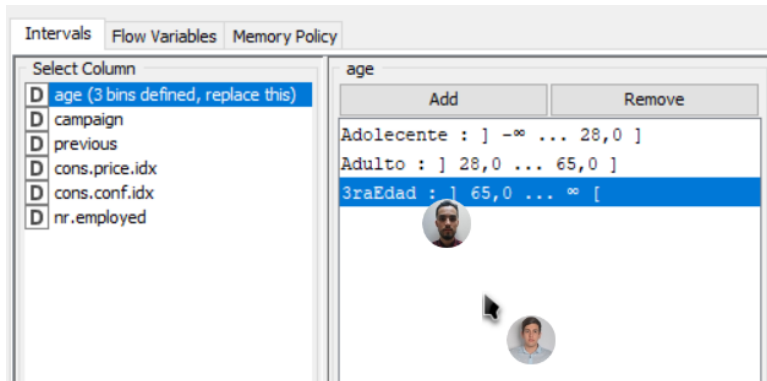 Intervals Flow Variables Memory Policy
Select Column
D age (3 bins defined, replace this)
D campaign
D previous
D cons.price.idx
D cons.conf.idx
D nr.employed
age
Add Remove
Adolecente : ] -∞ ... 28,0 ]
Adulto : ] 28,0 ... 65,0 ]
3raEdad : ] 65,0 ... ∞ [